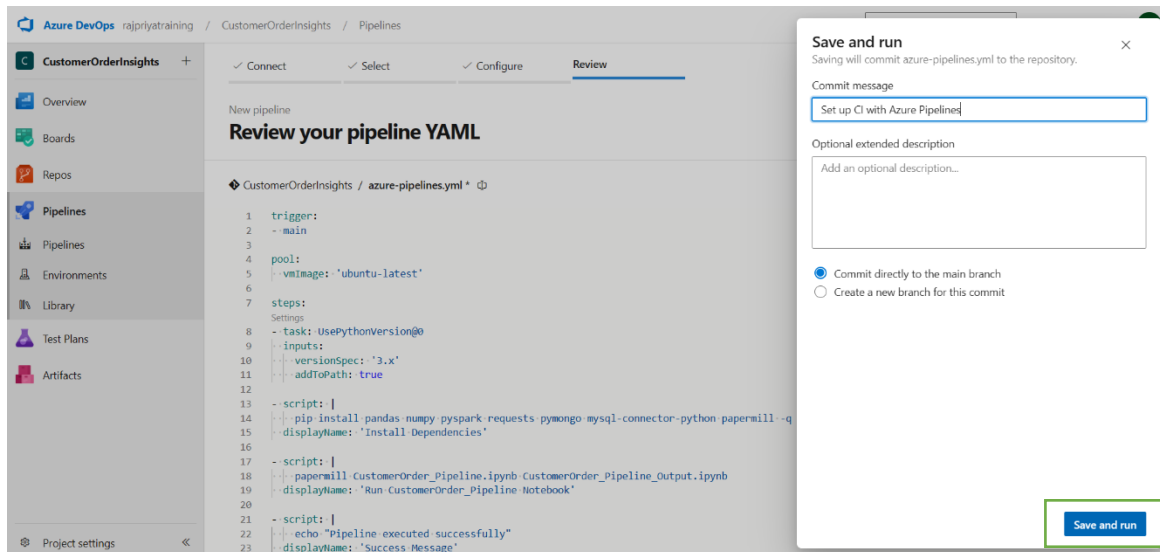 Azure DevOps rajpriyatraining / CustomerOrderInsights / Pipelines
C CustomerOrderInsights +
Overview
Boards
Repos
Pipelines
Pipelines
Environments
Library
Test Plans
Artifacts
Project settings «
Connect Select Configure Review
New pipeline
Review your pipeline YAML
CustomerOrderInsights / azure-pipelines.yml *
1 trigger:
2 - main
3
4 pool:
5 vmImage: 'ubuntu-latest'
6
7 steps:
Settings
8 - task: UsePythonVersion@0
9 inputs:
10 versionSpec: '3.x'
11 addToPath: true
12
13 - script: |
14 pip install pandas numpy pyspark requests pymongo mysql-connector-python papermill -q
15 displayName: 'Install Dependencies'
16
17 - script: |
18 papermill CustomerOrder_Pipeline.ipynb CustomerOrder_Pipeline_Output.ipynb
19 displayName: 'Run CustomerOrder_Pipeline Notebook'
20
21 - script: |
22 echo "Pipeline executed successfully"
23 displayName: 'Success Message'
Save and run
Saving will commit azure-pipelines.yml to the repository.
Commit message
Set up CI with Azure Pipelines
Optional extended description
Add an optional description...
Commit directly to the main branch
Create a new branch for this commit
Save and run